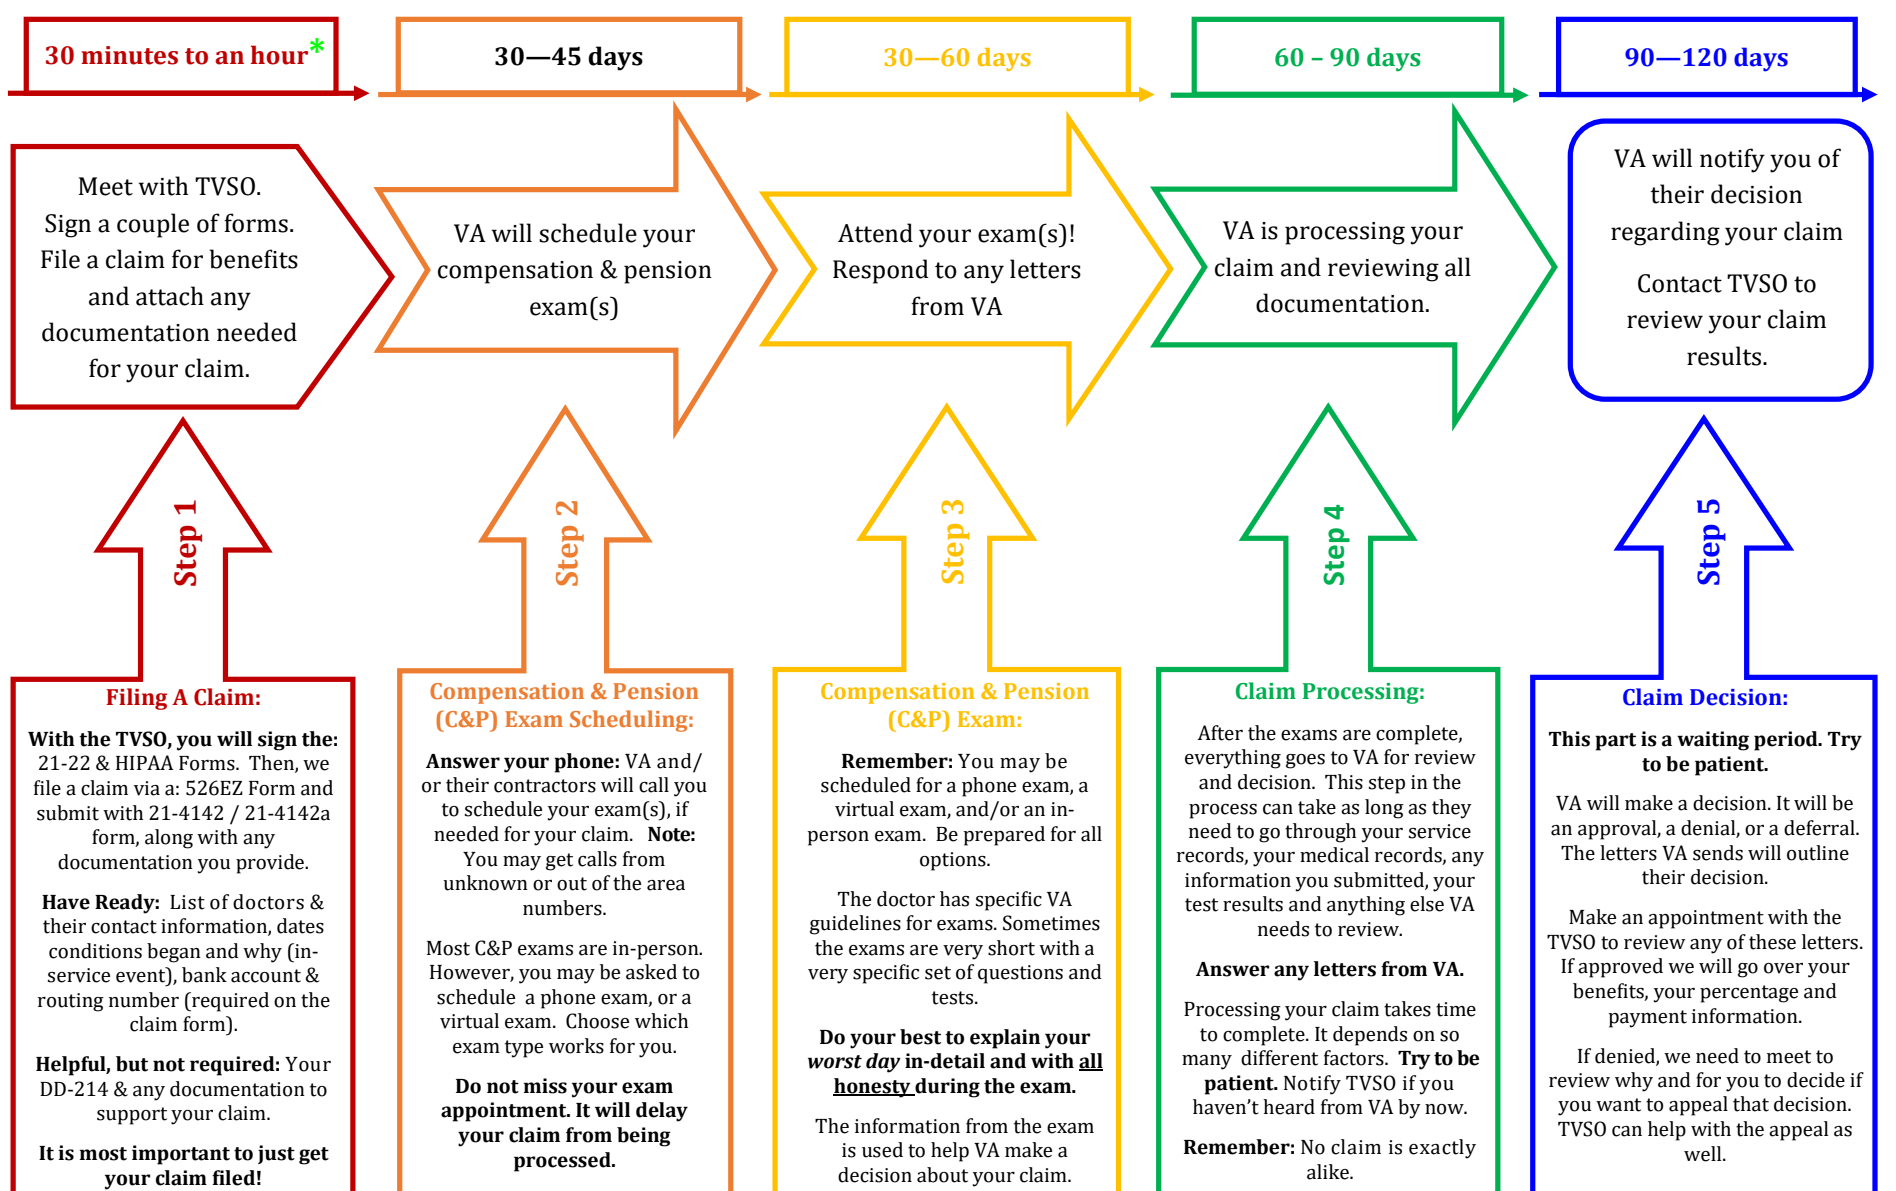 30 minutes to an hour*
30—45 days
30—60 days
60 – 90 days
90—120 days
Meet with TVSO.
Sign a couple of forms.
File a claim for benefits
and attach any
documentation needed
for your claim.
VA will schedule your
compensation & pension
exam(s)
Attend your exam(s)!
Respond to any letters
from VA
VA is processing your
claim and reviewing all
documentation.
VA will notify you of
their decision
regarding your claim
Contact TVSO to
review your claim
results.
Step 1
Step 2
Step 3
Step 4
Step 5
Filing A Claim:
With the TVSO, you will sign the:
21-22 & HIPAA Forms. Then, we
file a claim via a: 526EZ Form and
submit with 21-4142 / 21-4142a
form, along with any
documentation you provide.
Have Ready: List of doctors &
their contact information, dates
conditions began and why (in-
service event), bank account &
routing number (required on the
claim form).
Helpful, but not required: Your
DD-214 & any documentation to
support your claim.
It is most important to just get
your claim filed!
Compensation & Pension
(C&P) Exam Scheduling:
Answer your phone: VA and/
or their contractors will call you
to schedule your exam(s), if
needed for your claim. Note:
You may get calls from
unknown or out of the area
numbers.
Most C&P exams are in-person.
However, you may be asked to
schedule a phone exam, or a
virtual exam. Choose which
exam type works for you.
Do not miss your exam
appointment. It will delay
your claim from being
processed.
Compensation & Pension
(C&P) Exam:
Remember: You may be
scheduled for a phone exam, a
virtual exam, and/or an in-
person exam. Be prepared for all
options.
The doctor has specific VA
guidelines for exams. Sometimes
the exams are very short with a
very specific set of questions and
tests.
Do your best to explain your
worst day in-detail and with all
honesty during the exam.
The information from the exam
is used to help VA make a
decision about your claim.
Claim Processing:
After the exams are complete,
everything goes to VA for review
and decision. This step in the
process can take as long as they
need to go through your service
records, your medical records, any
information you submitted, your
test results and anything else VA
needs to review.
Answer any letters from VA.
Processing your claim takes time
to complete. It depends on so
many different factors. Try to be
patient. Notify TVSO if you
haven't heard from VA by now.
Remember: No claim is exactly
alike.
Claim Decision:
This part is a waiting period. Try
to be patient.
VA will make a decision. It will be
an approval, a denial, or a deferral.
The letters VA sends will outline
their decision.
Make an appointment with the
TVSO to review any of these letters.
If approved we will go over your
benefits, your percentage and
payment information.
If denied, we need to meet to
review why and for you to decide if
you want to appeal that decision.
TVSO can help with the appeal as
well.